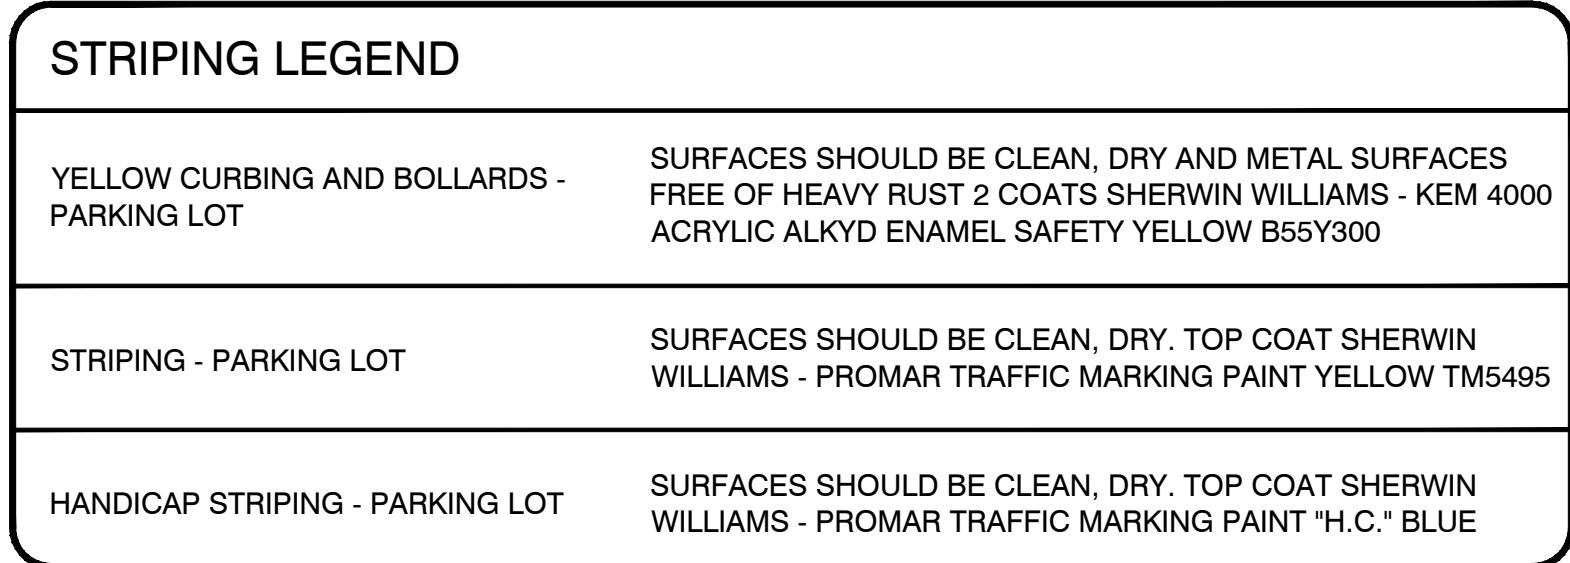 STRIPING LEGEND
YELLOW CURBING AND BOLLARDS -
PARKING LOT
SURFACES SHOULD BE CLEAN, DRY AND METAL SURFACES
FREE OF HEAVY RUST 2 COATS SHERWIN WILLIAMS - KEM 4000
ACRYLIC ALKYD ENAMEL SAFETY YELLOW B55Y300
STRIPING - PARKING LOT
SURFACES SHOULD BE CLEAN, DRY. TOP COAT SHERWIN
WILLIAMS - PROMAR TRAFFIC MARKING PAINT YELLOW TM5495
HANDICAP STRIPING - PARKING LOT
SURFACES SHOULD BE CLEAN, DRY. TOP COAT SHERWIN
WILLIAMS - PROMAR TRAFFIC MARKING PAINT "H.C." BLUE